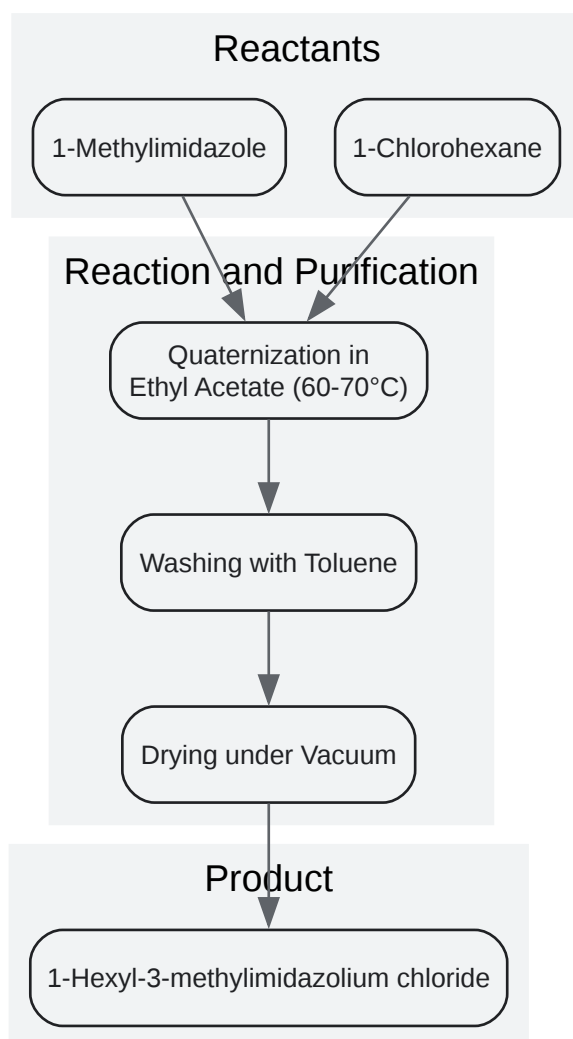 Reactants
1-Methylimidazole
1-Chlorohexane
Reaction and Purification
Quaternization in
Ethyl Acetate (60-70°C)
Washing with Toluene
Drying under Vacuum
Product
1-Hexyl-3-methylimidazolium chloride